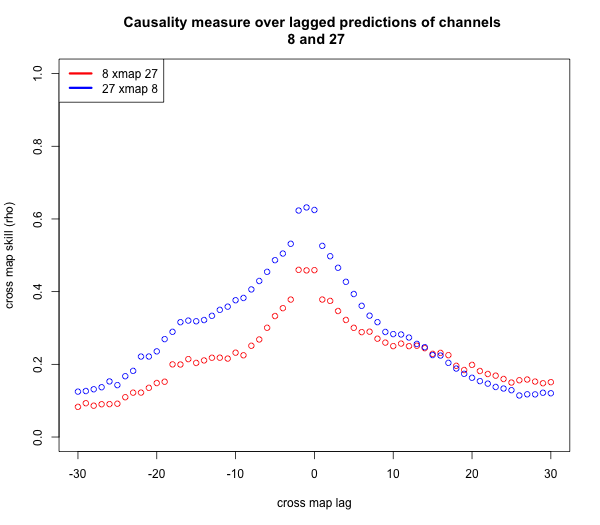 Causality measure over lagged predictions of channels
8 and 27
8 xmap 27
27 xmap 8
cross map skill (rho)
1.0
0.8
0.6
0.4
0.2
0.0
-30 -20 -10 0 10 20 30
cross map lag